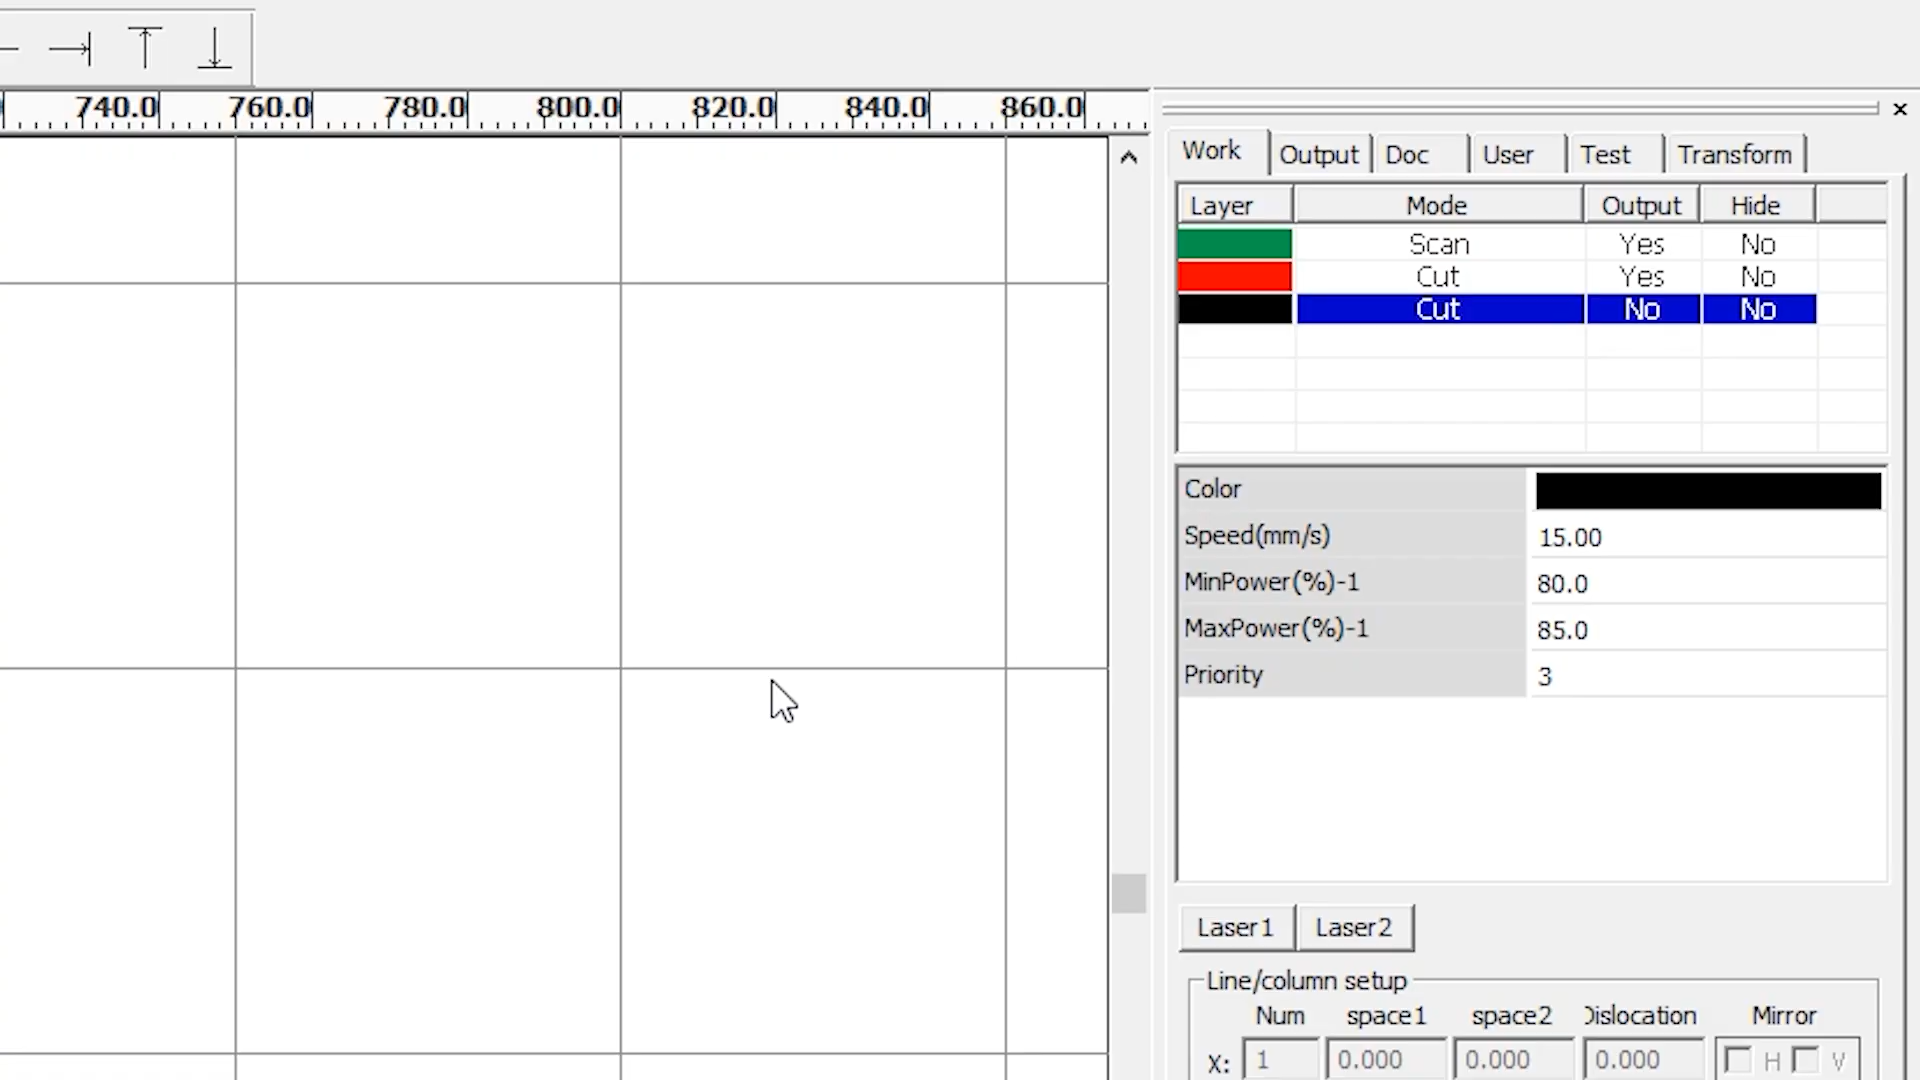 740.0 760.0 780.0 800.0 820.0 840.0 860.0
Work Output Doc User Test Transform
Layer Mode Output Hide
Scan Yes No
Cut Yes No
Cut No No
Color
Speed(mm/s) 15.00
MinPower(%)-1 80.0
MaxPower(%)-1 85.0
Priority 3
Laser1 Laser2
Line/column setup
Num space1 space2 Dislocation Mirror
X: 1 0.000 0.000 0.000 H V